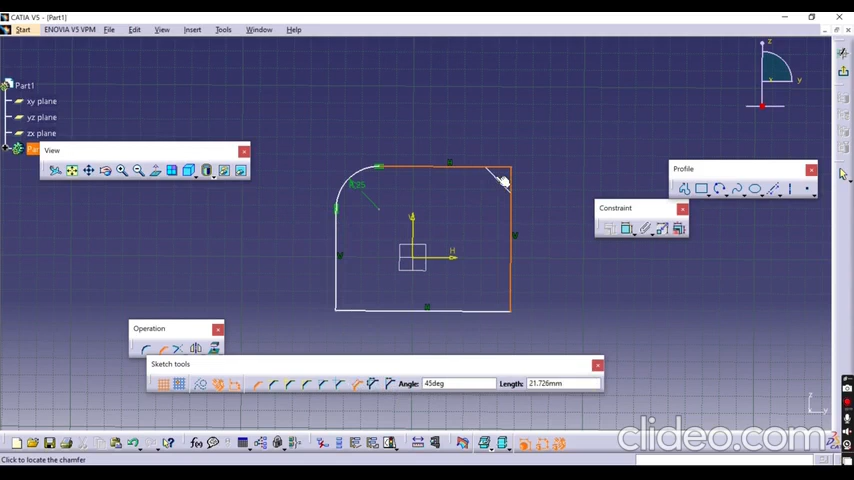 CATIA V5 - [Part1]
Start ENOVIA V5 VPM File Edit View Insert Tools Window Help
Part1
xy plane
yz plane
zx plane
Par
View
z
y
x
Profile
Constraint
R25
V
H
V
H
V
H
Operation
Sketch tools
Angle: 45deg Length: 21.726mm
z
y
f(x)
clideo.com
Click to locate the chamfer